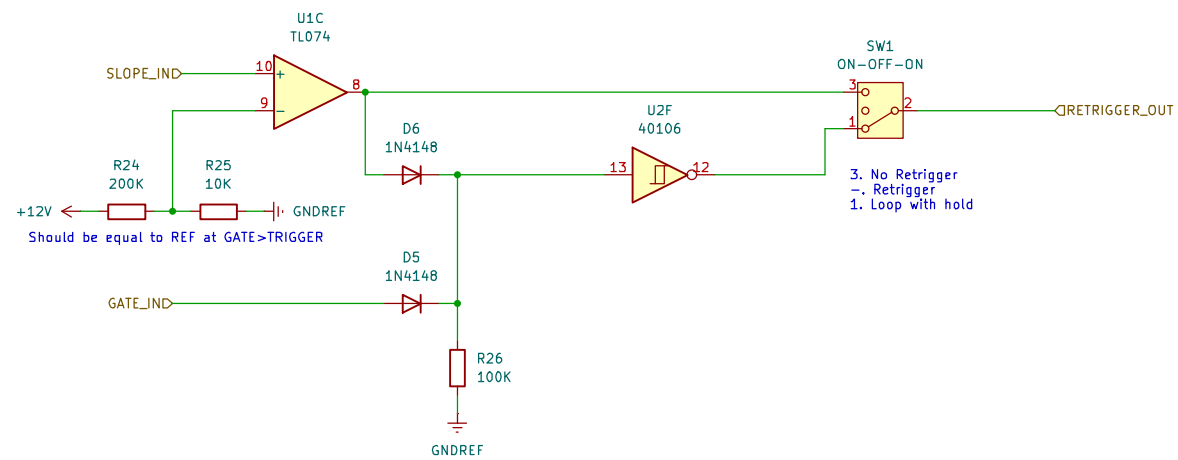 U1C
TL074
SLOPE_IN
10
+
9
−
8
SW1
ON-OFF-ON
3
2
1
RETRIGGER_OUT
U2F
40106
13
12
D6
1N4148
R24
200K
R25
10K
+12V
GNDREF
Should be equal to REF at GATE>TRIGGER
3. No Retrigger
−. Retrigger
1. Loop with hold
D5
1N4148
GATE_IN
R26
100K
GNDREF